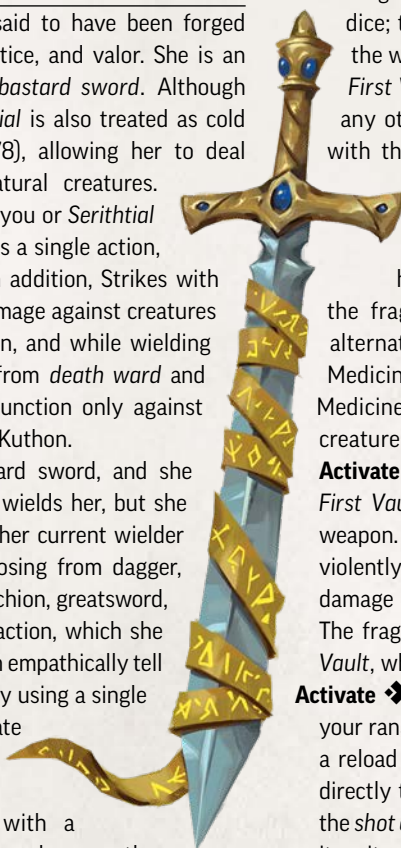 said to have been forged
tice, and valor. She is an
bastard sword. Although
ial is also treated as cold
78), allowing her to deal
atural creatures.
you or Serithtial
s a single action,
addition, Strikes with
mage against creatures
n, and while wielding
from death ward and
unction only against
Kuthon.
ard sword, and she
wields her, but she
her current wielder
osing from dagger,
chion, greatsword,
action, which she
empathically tell
y using a single
ate
with a
dice; t
the w
First V
any ot
with th
h
the frag
alternat
Medicin
Medicine
creature
Activate
First Vau
weapon.
violently
damage
The frag
Vault, wh
Activate
your ran
a reload
directly t
the shot